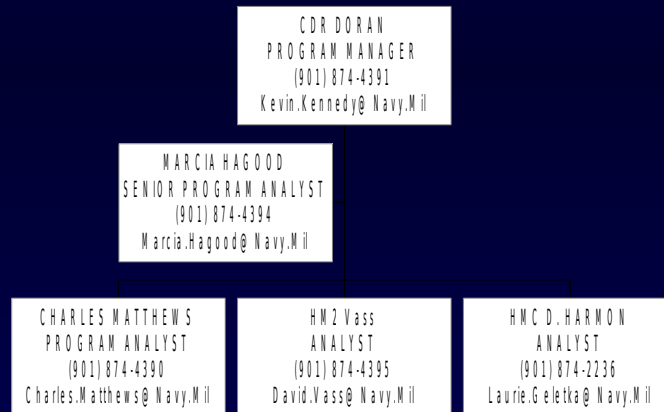 CDR DORAN
PROGRAM MANAGER
(901) 874-4391
Kevin.Kennedy@Navy.Mil
MARCIA HAGOOD
SENIOR PROGRAM ANALYST
(901) 874-4394
Marcia.Hagood@Navy.Mil
CHARLES MATTHEWS
PROGRAM ANALYST
(901) 874-4390
Charles.Matthews@Navy.Mil
HM2 Vass
ANALYST
(901) 874-4395
David.Vass@Navy.Mil
HMC D. HARMON
ANALYST
(901) 874-2236
Laurie.Geletka@Navy.Mil